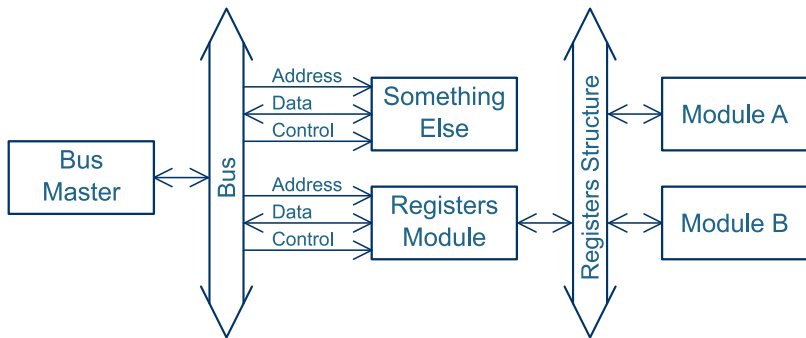 Bus
Master
Bus
Address
Data
Control
Something
Else
Address
Data
Control
Registers
Module
Registers Structure
Module A
Module B